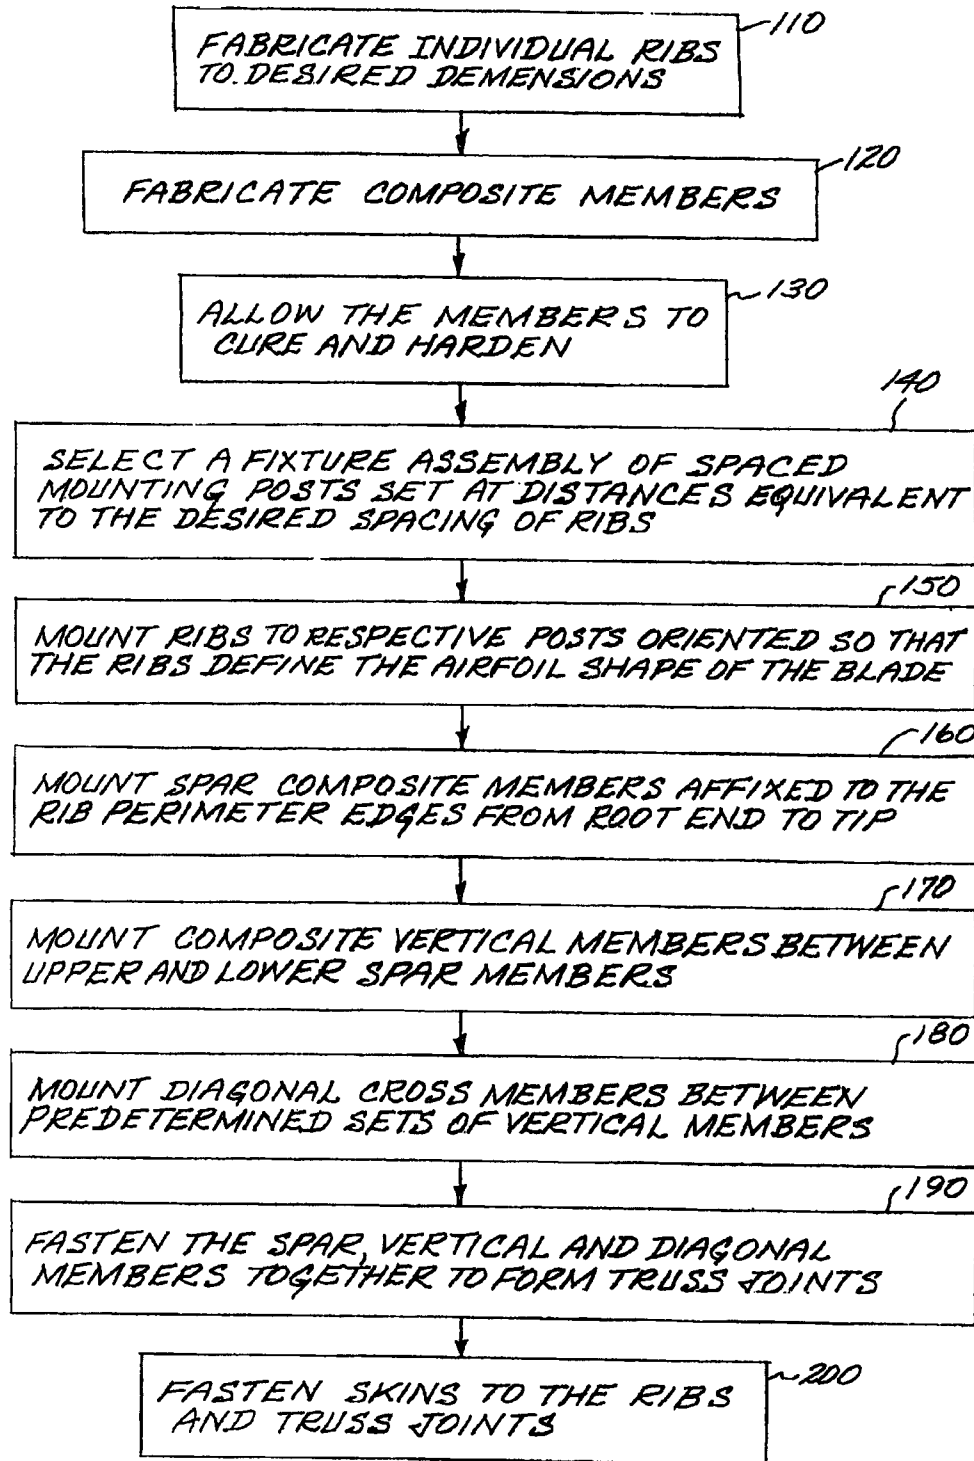 110
FABRICATE INDIVIDUAL RIBS
TO DESIRED DEMENSIONS
120
FABRICATE COMPOSITE MEMBERS
130
ALLOW THE MEMBERS TO
CURE AND HARDEN
140
SELECT A FIXTURE ASSEMBLY OF SPACED
MOUNTING POSTS SET AT DISTANCES EQUIVALENT
TO THE DESIRED SPACING OF RIBS
150
MOUNT RIBS TO RESPECTIVE POSTS ORIENTED SO THAT
THE RIBS DEFINE THE AIRFOIL SHAPE OF THE BLADE
160
MOUNT SPAR COMPOSITE MEMBERS AFFIXED TO THE
RIB PERIMETER EDGES FROM ROOT END TO TIP
170
MOUNT COMPOSITE VERTICAL MEMBERS BETWEEN
UPPER AND LOWER SPAR MEMBERS
180
MOUNT DIAGONAL CROSS MEMBERS BETWEEN
PREDETERMINED SETS OF VERTICAL MEMBERS
190
FASTEN THE SPAR, VERTICAL AND DIAGONAL
MEMBERS TOGETHER TO FORM TRUSS JOINTS
200
FASTEN SKINS TO THE RIBS
AND TRUSS JOINTS